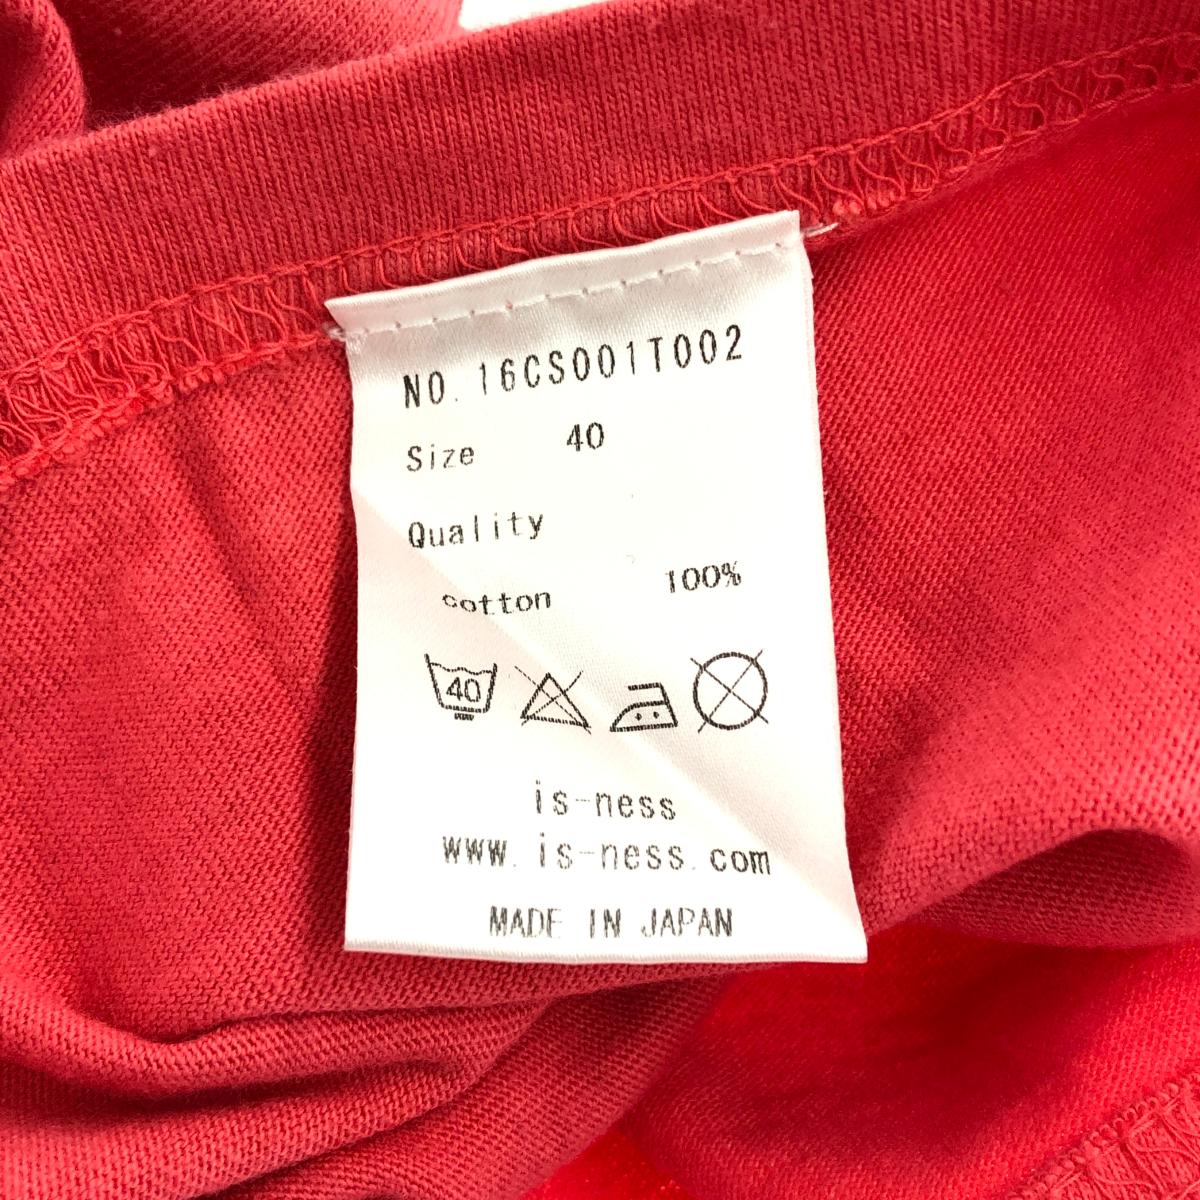 NO. 16CS001T002
Size 40
Quality
cotton 100%
40
is-ness
www.is-ness.com
MADE IN JAPAN